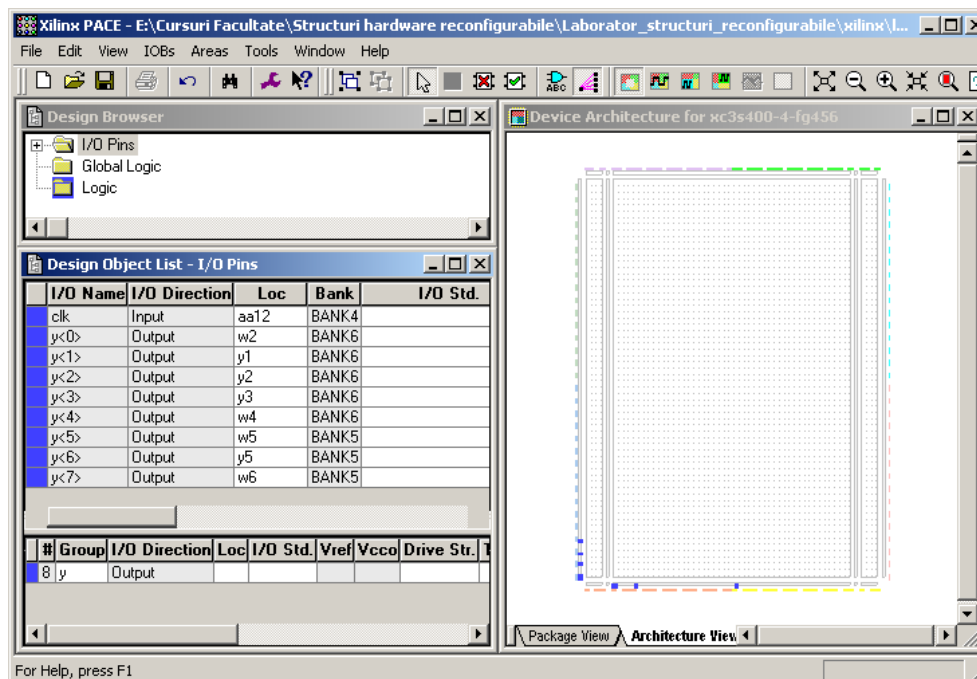 Xilinx PACE - E:\Cursuri Facultate\Structuri hardware reconfigurabile\Laborator_structuri_reconfigurabile\xilinx\l...
File Edit View IOBs Areas Tools Window Help
ABC
Design Browser
I/O Pins
Global Logic
Logic
Design Object List - I/O Pins
I/O Name I/O Direction Loc Bank I/O Std.
clk Input aa12 BANK4
y<0> Output w2 BANK6
y<1> Output y1 BANK6
y<2> Output y2 BANK6
y<3> Output y3 BANK6
y<4> Output w4 BANK6
y<5> Output w5 BANK5
y<6> Output y5 BANK5
y<7> Output w6 BANK5
# Group I/O Direction Loc I/O Std. Vref Vcco Drive Str.
8 y Output
Device Architecture for xc3s400-4-fg456
Package View Architecture View
For Help, press F1